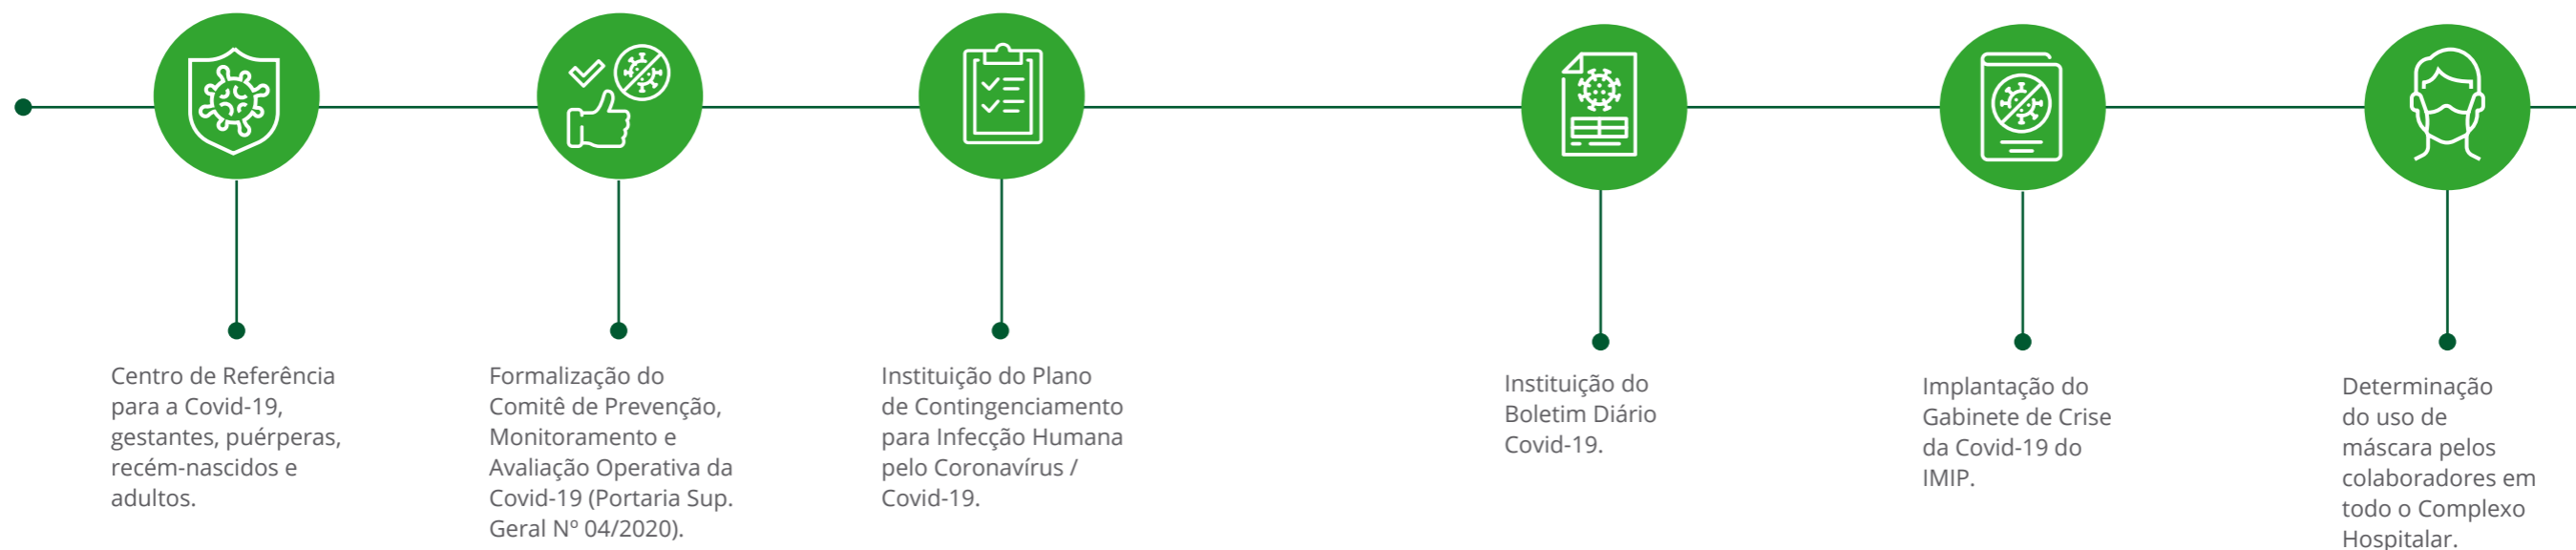 Centro de Referência
para a Covid-19,
gestantes, puérperas,
recém-nascidos e
adultos.
Formalização do
Comitê de Prevenção,
Monitoramento e
Avaliação Operativa da
Covid-19 (Portaria Sup.
Geral Nº 04/2020).
Instituição do Plano
de Contingenciamento
para Infecção Humana
pelo Coronavírus /
Covid-19.
Instituição do
Boletim Diário
Covid-19.
Implantação do
Gabinete de Crise
da Covid-19 do
IMIP.
Determinação
do uso de
máscara pelos
colaboradores em
todo o Complexo
Hospitalar.